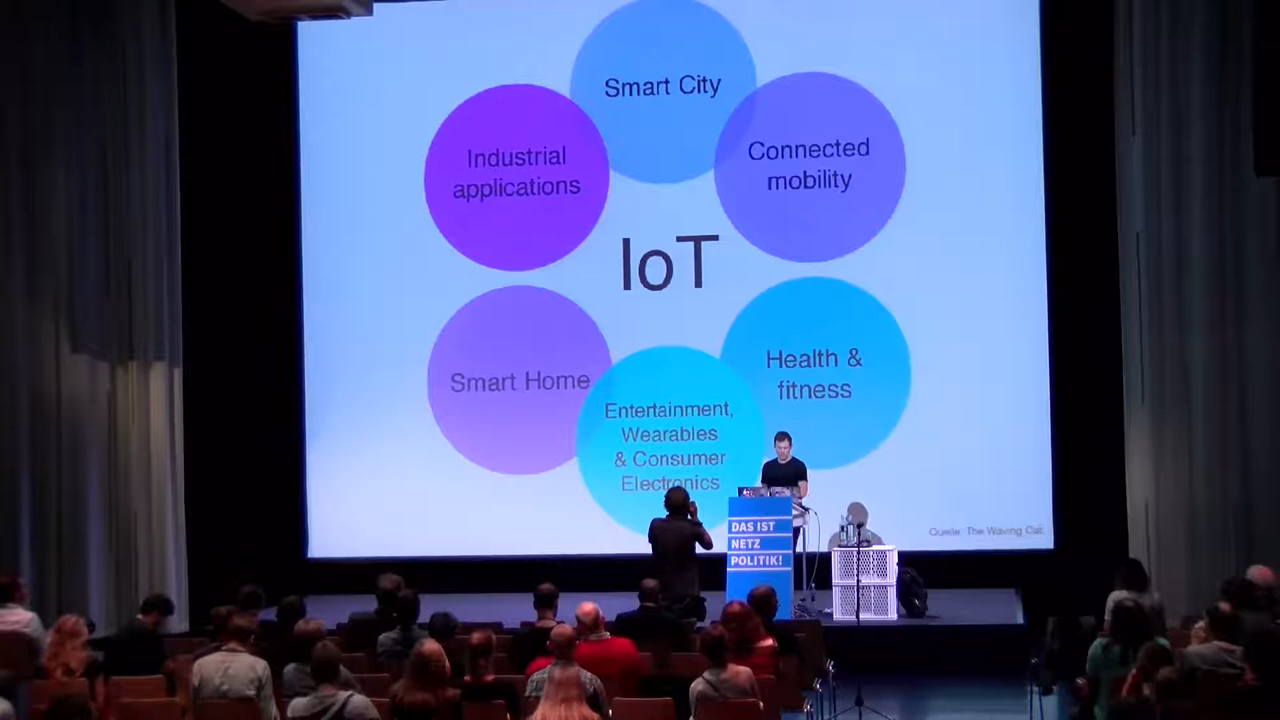 Smart City
Industrial
applications
Connected
mobility
IoT
Smart Home
Health &
fitness
Entertainment,
Wearables
& Consumer
Electronics
DAS IST
NETZ
POLITIK!
Quelle: The Waving Cat.